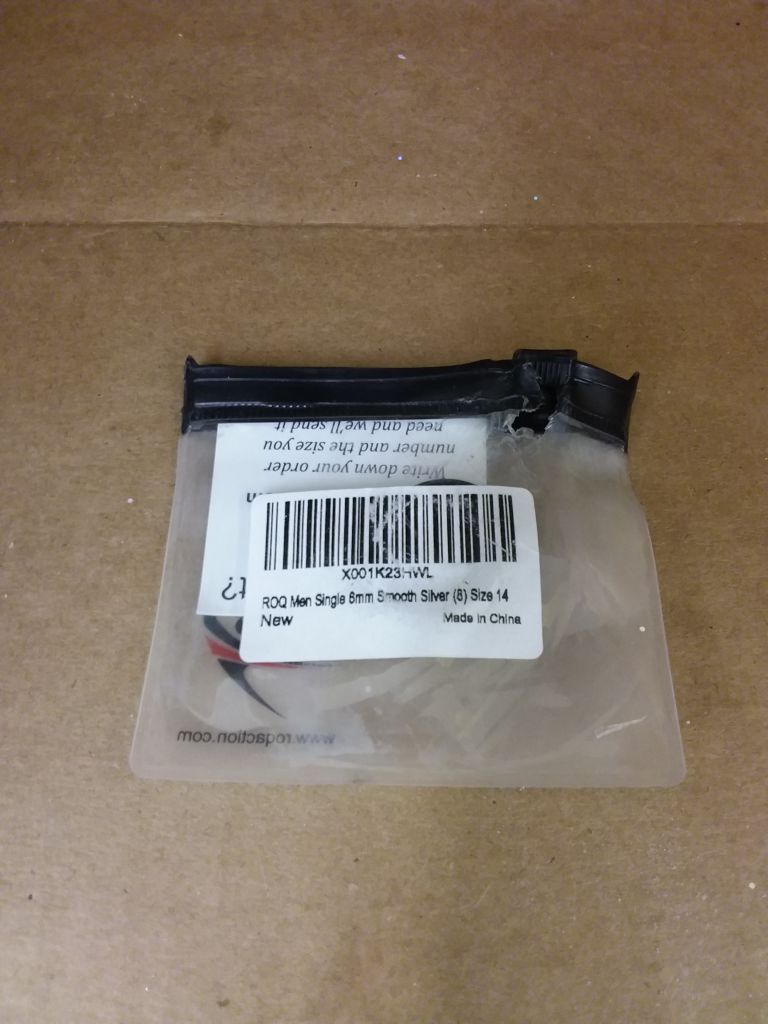 need and we'll send it
number and the size you
Write down your order
t?
X001K23HWL
ROQ Men Single 8mm Smooth Silver (8) Size 14
New
Made in China
www.roqaction.com